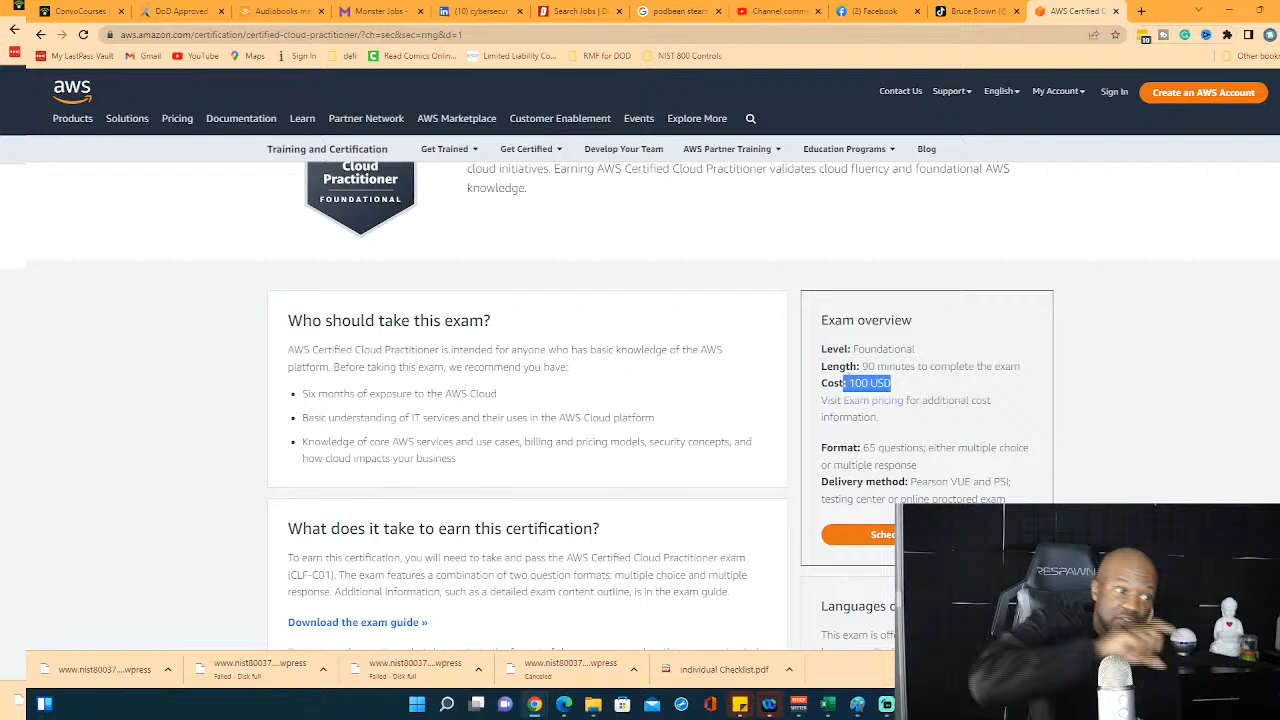 ConvoCourses
DoD Approved
Audiobooks ma
Monster Jobs -
(10) cybersecur
Search Jobs | D
podbean steam
Channel comme
(2) Facebook
Bruce Brown (@
AWS Certified C
aws.amazon.com/certification/certified-cloud-practitioner/?ch=sec&sec=rmg&d=1
10
My LastPass Vault
Gmail
YouTube
Maps
Sign In
defi
Read Comics Onlin...
Limited Liability Co...
RMF for DOD
NIST 800 Controls
Other book
aws
Contact Us
Support
English
My Account
Sign In
Create an AWS Account
Products
Solutions
Pricing
Documentation
Learn
Partner Network
AWS Marketplace
Customer Enablement
Events
Explore More
Training and Certification
Get Trained
Get Certified
Develop Your Team
AWS Partner Training
Education Programs
Blog
Cloud
Practitioner
FOUNDATIONAL
cloud initiatives. Earning AWS Certified Cloud Practitioner validates cloud fluency and foundational AWS
knowledge.
Who should take this exam?
AWS Certified Cloud Practitioner is intended for anyone who has basic knowledge of the AWS
platform. Before taking this exam, we recommend you have:
• Six months of exposure to the AWS Cloud
• Basic understanding of IT services and their uses in the AWS Cloud platform
• Knowledge of core AWS services and use cases, billing and pricing models, security concepts, and
how cloud impacts your business
Exam overview
Level: Foundational
Length: 90 minutes to complete the exam
Cost: 100 USD
Visit Exam pricing for additional cost
information.
Format: 65 questions; either multiple choice
or multiple response
Delivery method: Pearson VUE and PSI;
testing center or online proctored exam
Sched
What does it take to earn this certification?
To earn this certification, you will need to take and pass the AWS Certified Cloud Practitioner exam
(CLF-C01). The exam features a combination of two question formats: multiple choice and multiple
response. Additional information, such as a detailed exam content outline, is in the exam guide.
Download the exam guide »
Languages o
This exam is offe
RESPAWN
www.nist80037....wpress
www.nist80037....wpress
Failed - Disk full
www.nist80037....wpress
Failed - Disk full
www.nist80037....wpress
Canceled
Individual Checklist.pdf